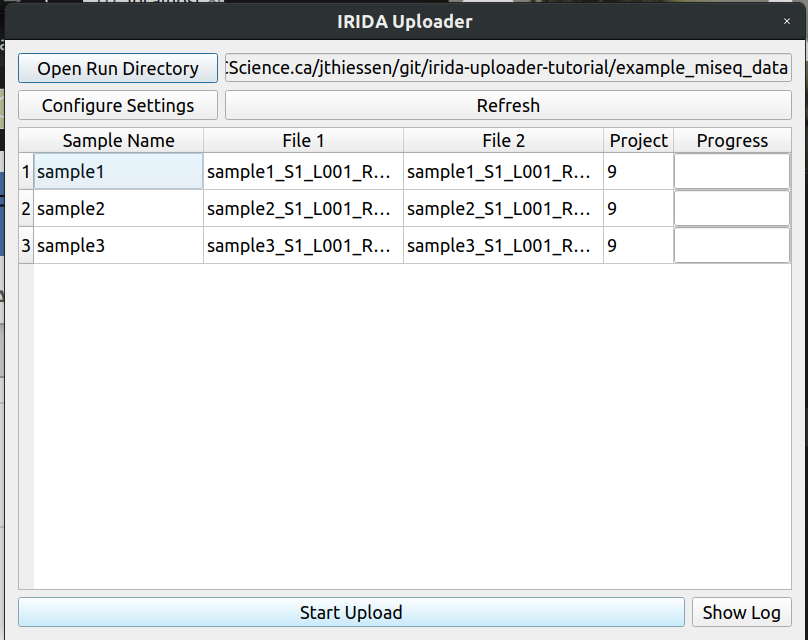 IRIDA Uploader ×
Open Run Directory CScience.ca/jthiessen/git/irida-uploader-tutorial/example_miseq_data
Configure Settings Refresh
Sample Name File 1 File 2 Project Progress
1 sample1 sample1_S1_L001_R... sample1_S1_L001_R... 9
2 sample2 sample2_S1_L001_R... sample2_S1_L001_R... 9
3 sample3 sample3_S1_L001_R... sample3_S1_L001_R... 9
Start Upload Show Log